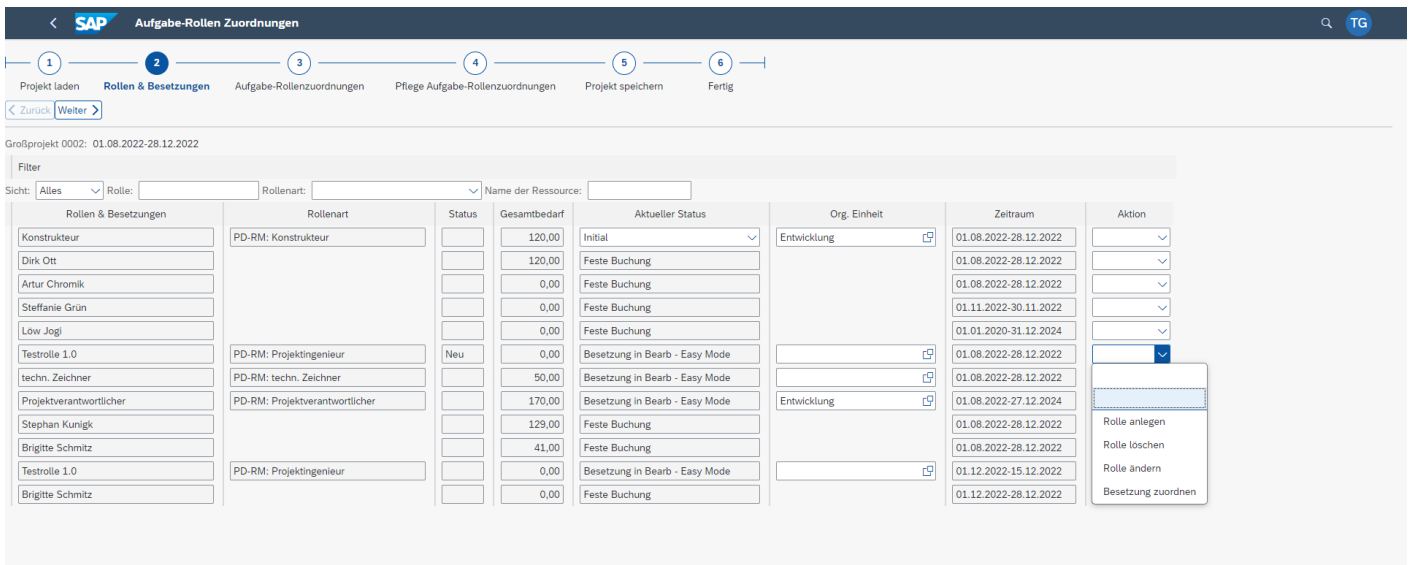 SAP Aufgabe-Rollen Zuordnungen TG
1 2 3 4 5 6
Projekt laden Rollen & Besetzungen Aufgabe-Rollenzuordnungen Pflege Aufgabe-Rollenzuordnungen Projekt speichern Fertig
Zurück Weiter
Großprojekt 0002: 01.08.2022-28.12.2022
Filter
Sicht: Alles Rolle: Rollenart: Name der Ressource:
Rollen & Besetzungen Rollenart Status Gesamtbedarf Aktueller Status Org. Einheit Zeitraum Aktion
Konstrukteur PD-RM: Konstrukteur 120,00 Initial Entwicklung 01.08.2022-28.12.2022
Dirk Ott 120,00 Feste Buchung 01.08.2022-28.12.2022
Artur Chromik 0,00 Feste Buchung 01.08.2022-28.12.2022
Steffanie Grün 0,00 Feste Buchung 01.11.2022-30.11.2022
Löw Jogi 0,00 Feste Buchung 01.01.2020-31.12.2024
Testrolle 1.0 PD-RM: Projektingenieur Neu 0,00 Besetzung in Bearb - Easy Mode 01.08.2022-28.12.2022
techn. Zeichner PD-RM: techn. Zeichner 50,00 Besetzung in Bearb - Easy Mode 01.08.2022-28.12.2022
Projektverantwortlicher PD-RM: Projektverantwortlicher 170,00 Besetzung in Bearb - Easy Mode Entwicklung 01.08.2022-27.12.2024
Stephan Kunigk 129,00 Feste Buchung 01.08.2022-28.12.2022
Brigitte Schmitz 41,00 Feste Buchung 01.08.2022-28.12.2022
Testrolle 1.0 PD-RM: Projektingenieur 0,00 Besetzung in Bearb - Easy Mode 01.12.2022-15.12.2022
Brigitte Schmitz 0,00 Feste Buchung 01.12.2022-28.12.2022
Rolle anlegen
Rolle löschen
Rolle ändern
Besetzung zuordnen